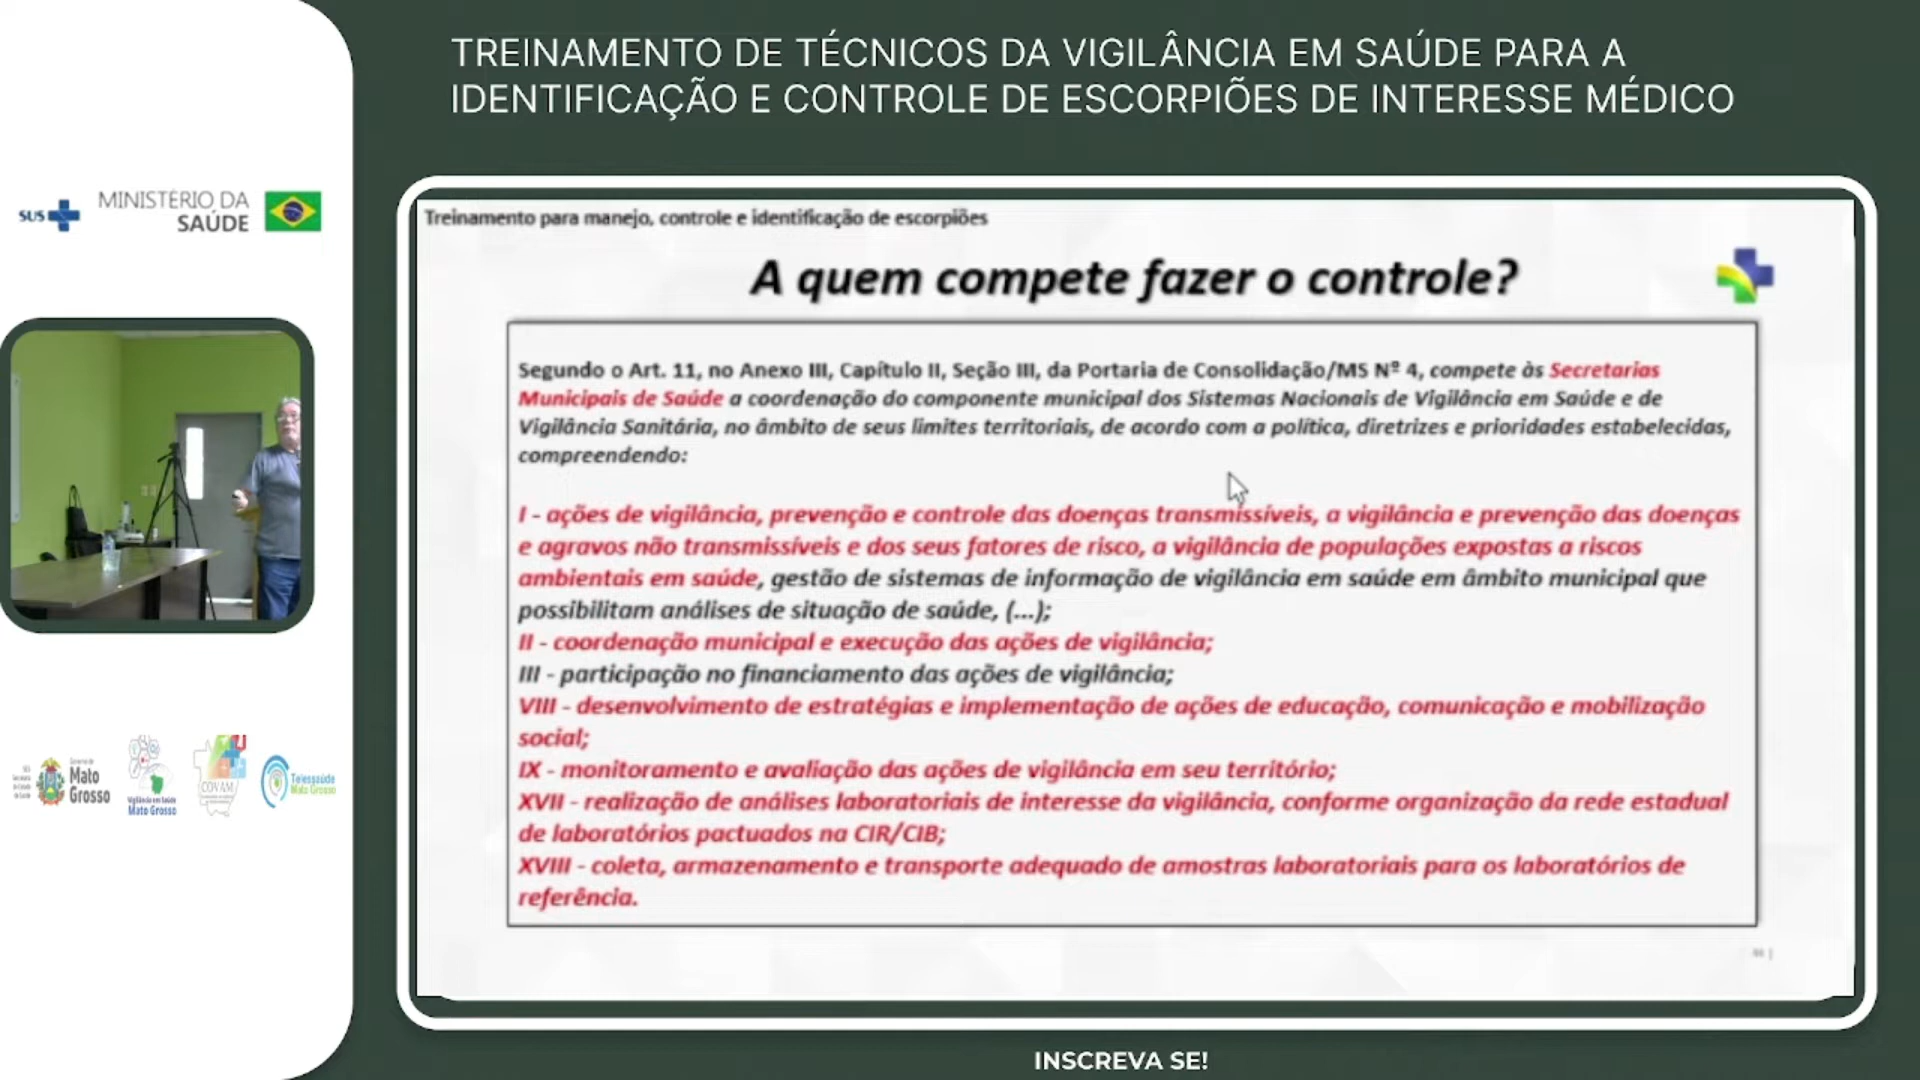 TREINAMENTO DE TÉCNICOS DA VIGILÂNCIA EM SAÚDE PARA A
IDENTIFICAÇÃO E CONTROLE DE ESCORPIÕES DE INTERESSE MÉDICO
SUS
MINISTÉRIO DA
SAÚDE
Treinamento para manejo, controle e identificação de escorpiões
A quem compete fazer o controle?
Segundo o Art. 11, no Anexo III, Capítulo II, Seção III, da Portaria de Consolidação/MS Nº 4, compete às Secretarias
Municipais de Saúde a coordenação do componente municipal dos Sistemas Nacionais de Vigilância em Saúde e de
Vigilância Sanitária, no âmbito de seus limites territoriais, de acordo com a política, diretrizes e prioridades estabelecidas,
compreendendo:
I - ações de vigilância, prevenção e controle das doenças transmissíveis, a vigilância e prevenção das doenças
e agravos não transmissíveis e dos seus fatores de risco, a vigilância de populações expostas a riscos
ambientais em saúde, gestão de sistemas de informação de vigilância em saúde em âmbito municipal que
possibilitam análises de situação de saúde, (...);
II - coordenação municipal e execução das ações de vigilância;
III - participação no financiamento das ações de vigilância;
VIII - desenvolvimento de estratégias e implementação de ações de educação, comunicação e mobilização
social;
IX - monitoramento e avaliação das ações de vigilância em seu território;
XVII - realização de análises laboratoriais de interesse da vigilância, conforme organização da rede estadual
de laboratórios pactuados na CIR/CIB;
XVIII - coleta, armazenamento e transporte adequado de amostras laboratoriais para os laboratórios de
referência.
Governo de
Mato
Grosso
Vigilância em Saúde
Mato Grosso
COVAM
Telessaúde
Mato Grosso
INSCREVA SE!